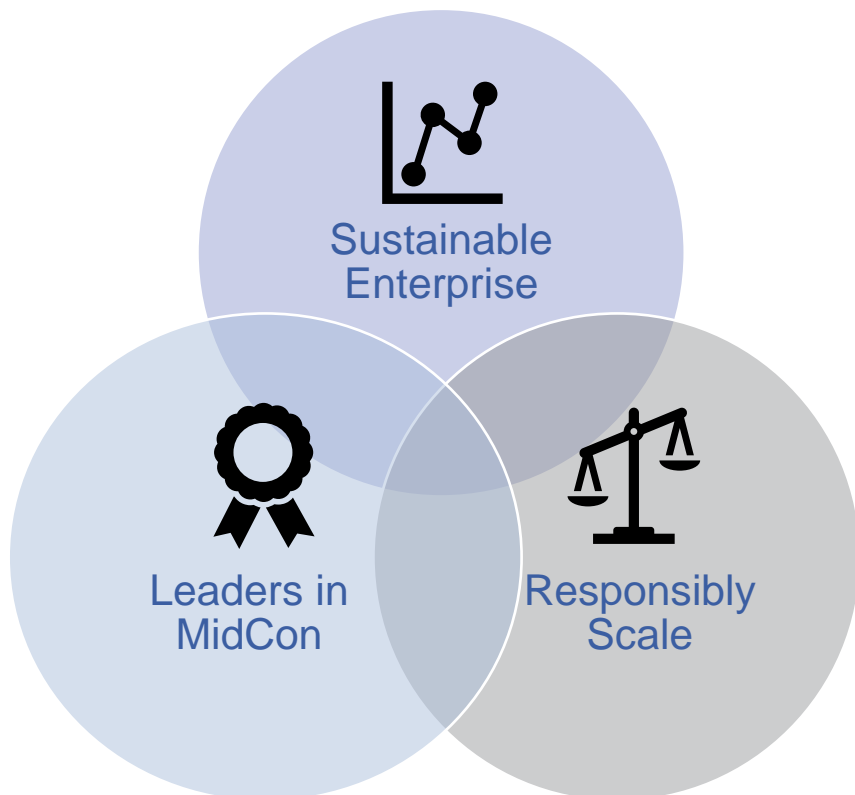 Sustainable
Enterprise
Leaders in
MidCon
Responsibly
Scale